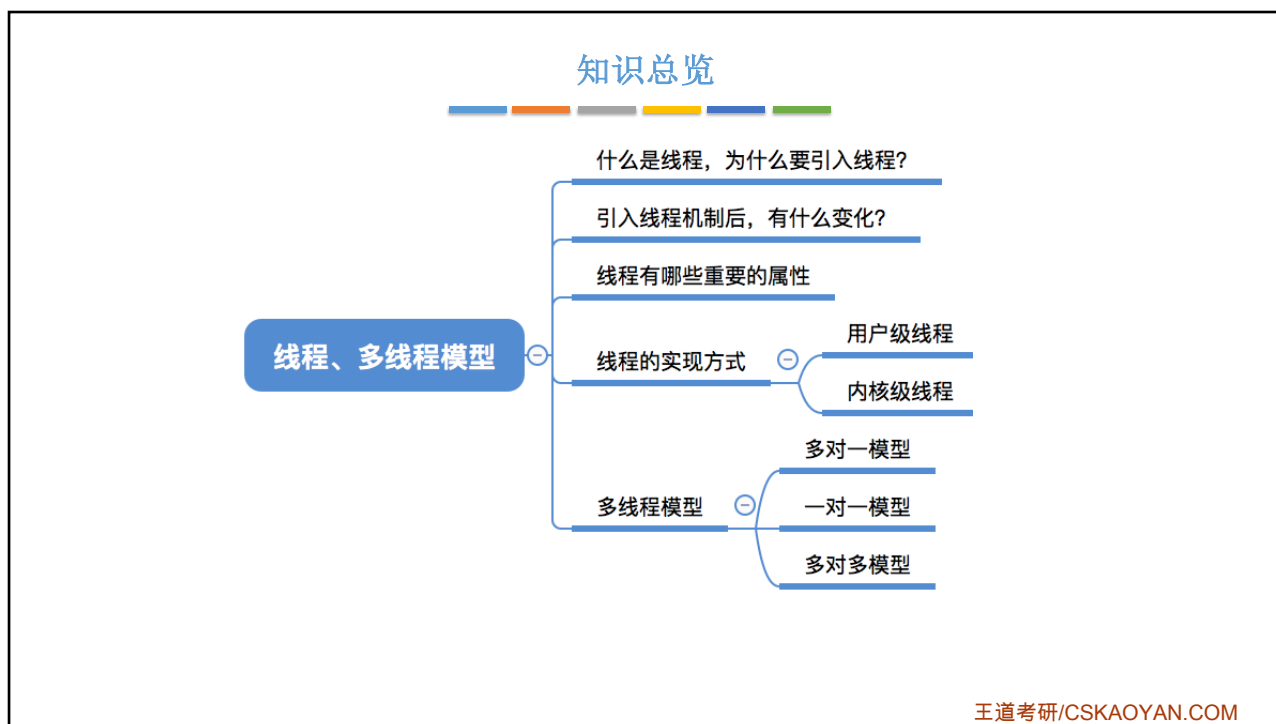 知识总览
什么是线程，为什么要引入线程？
引入线程机制后，有什么变化？
线程有哪些重要的属性
线程、多线程模型
线程的实现方式
用户级线程
内核级线程
多线程模型
多对一模型
一对一模型
多对多模型
王道考研/CSKAOYAN.COM